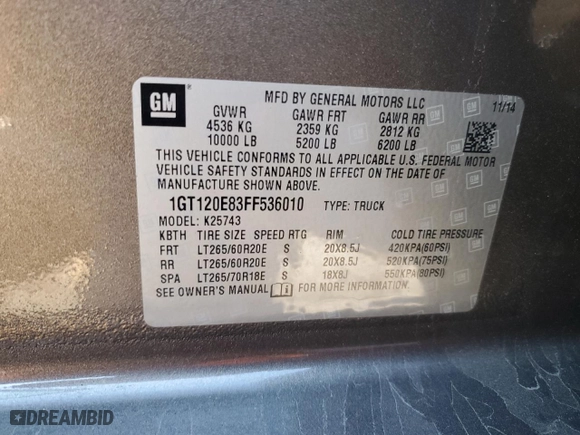 GM
MFD BY GENERAL MOTORS LLC
11/14
GVWR GAWR FRT GAWR RR
4536 KG 2359 KG 2812 KG
10000 LB 5200 LB 6200 LB
THIS VEHICLE CONFORMS TO ALL APPLICABLE U.S. FEDERAL MOTOR
VEHICLE SAFETY STANDARDS IN EFFECT ON THE DATE OF
MANUFACTURE SHOWN ABOVE.
1GT120E83FF536010 TYPE: TRUCK
MODEL: K25743
KBTH TIRE SIZE SPEED RTG RIM COLD TIRE PRESSURE
FRT LT265/60R20E S 20X8.5J 420KPA(60PSI)
RR LT265/60R20E S 20X8.5J 520KPA(75PSI)
SPA LT265/70R18E S 18X8J 550KPA(80PSI)
SEE OWNER'S MANUAL FOR MORE INFORMATION
DREAMBID